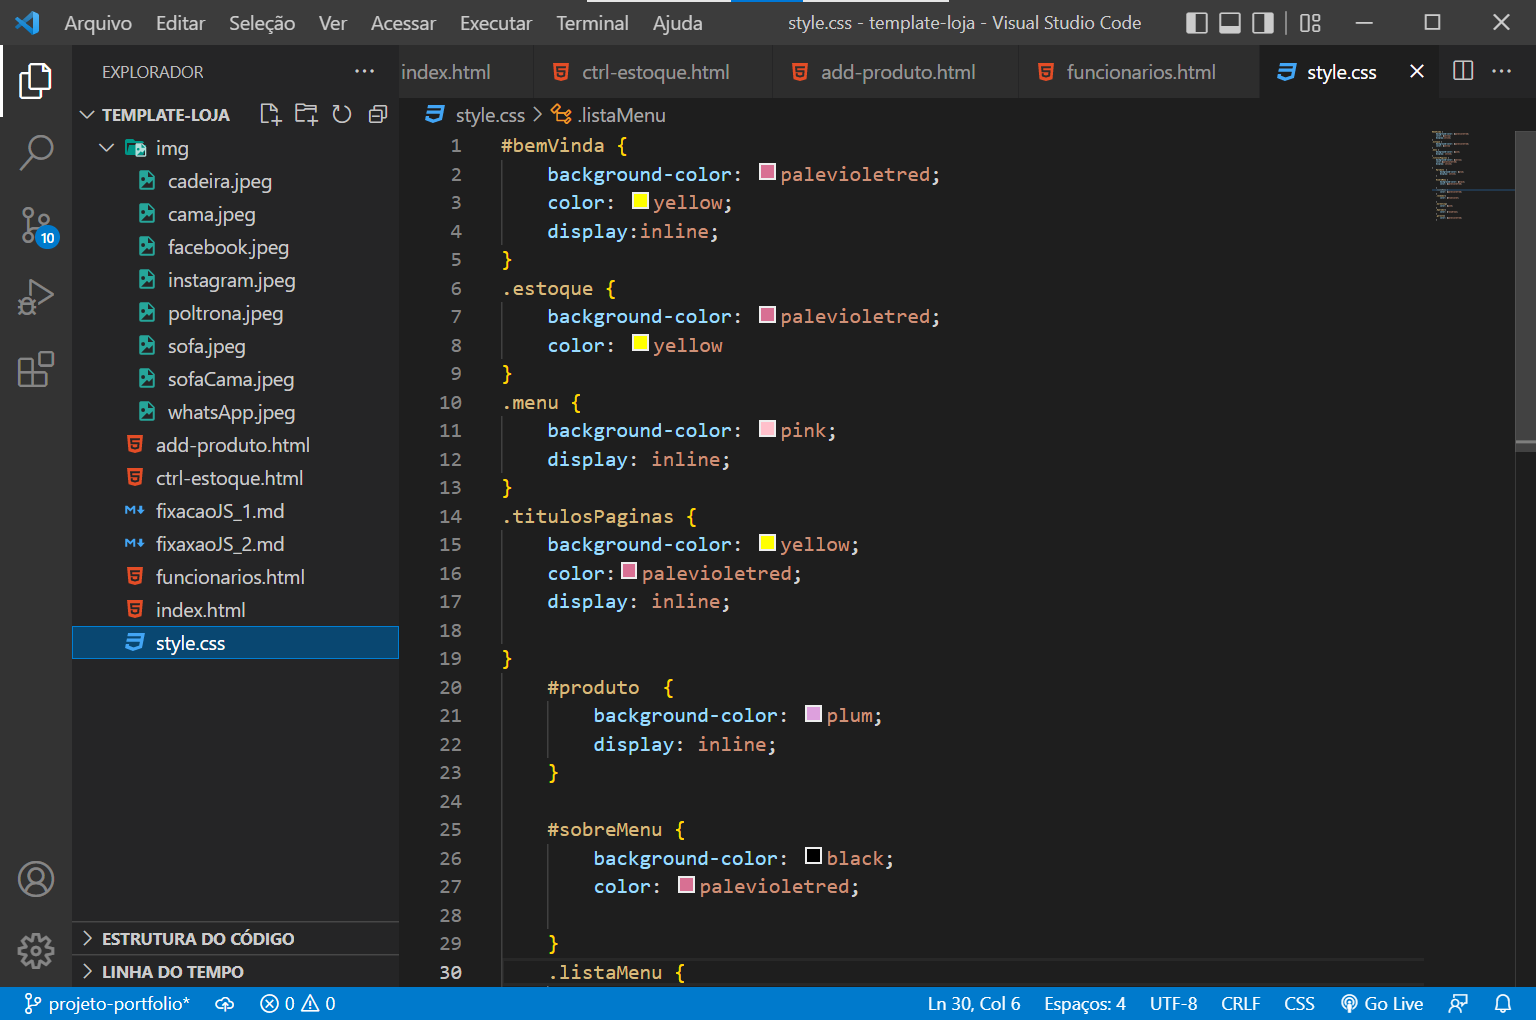 Arquivo Editar Seleção Ver Acessar Executar Terminal Ajuda style.css - template-loja - Visual Studio Code
EXPLORADOR
index.html ctrl-estoque.html add-produto.html funcionarios.html style.css
TEMPLATE-LOJA
style.css > .listaMenu
img
cadeira.jpeg
cama.jpeg
facebook.jpeg
instagram.jpeg
poltrona.jpeg
sofa.jpeg
sofaCama.jpeg
whatsApp.jpeg
add-produto.html
ctrl-estoque.html
fixacaoJS_1.md
fixaxaoJS_2.md
funcionarios.html
index.html
style.css
10
ESTRUTURA DO CÓDIGO
LINHA DO TEMPO
1 #bemVinda {
2 background-color: palevioletred;
3 color: yellow;
4 display:inline;
5 }
6 .estoque {
7 background-color: palevioletred;
8 color: yellow
9 }
10 .menu {
11 background-color: pink;
12 display: inline;
13 }
14 .titulosPaginas {
15 background-color: yellow;
16 color: palevioletred;
17 display: inline;
18
19 }
20 #produto  {
21 background-color: plum;
22 display: inline;
23 }
24
25 #sobreMenu {
26 background-color: black;
27 color: palevioletred;
28
29 }
30 .listaMenu {
projeto-portfolio* 0 0 Ln 30, Col 6 Espaços: 4 UTF-8 CRLF CSS Go Live